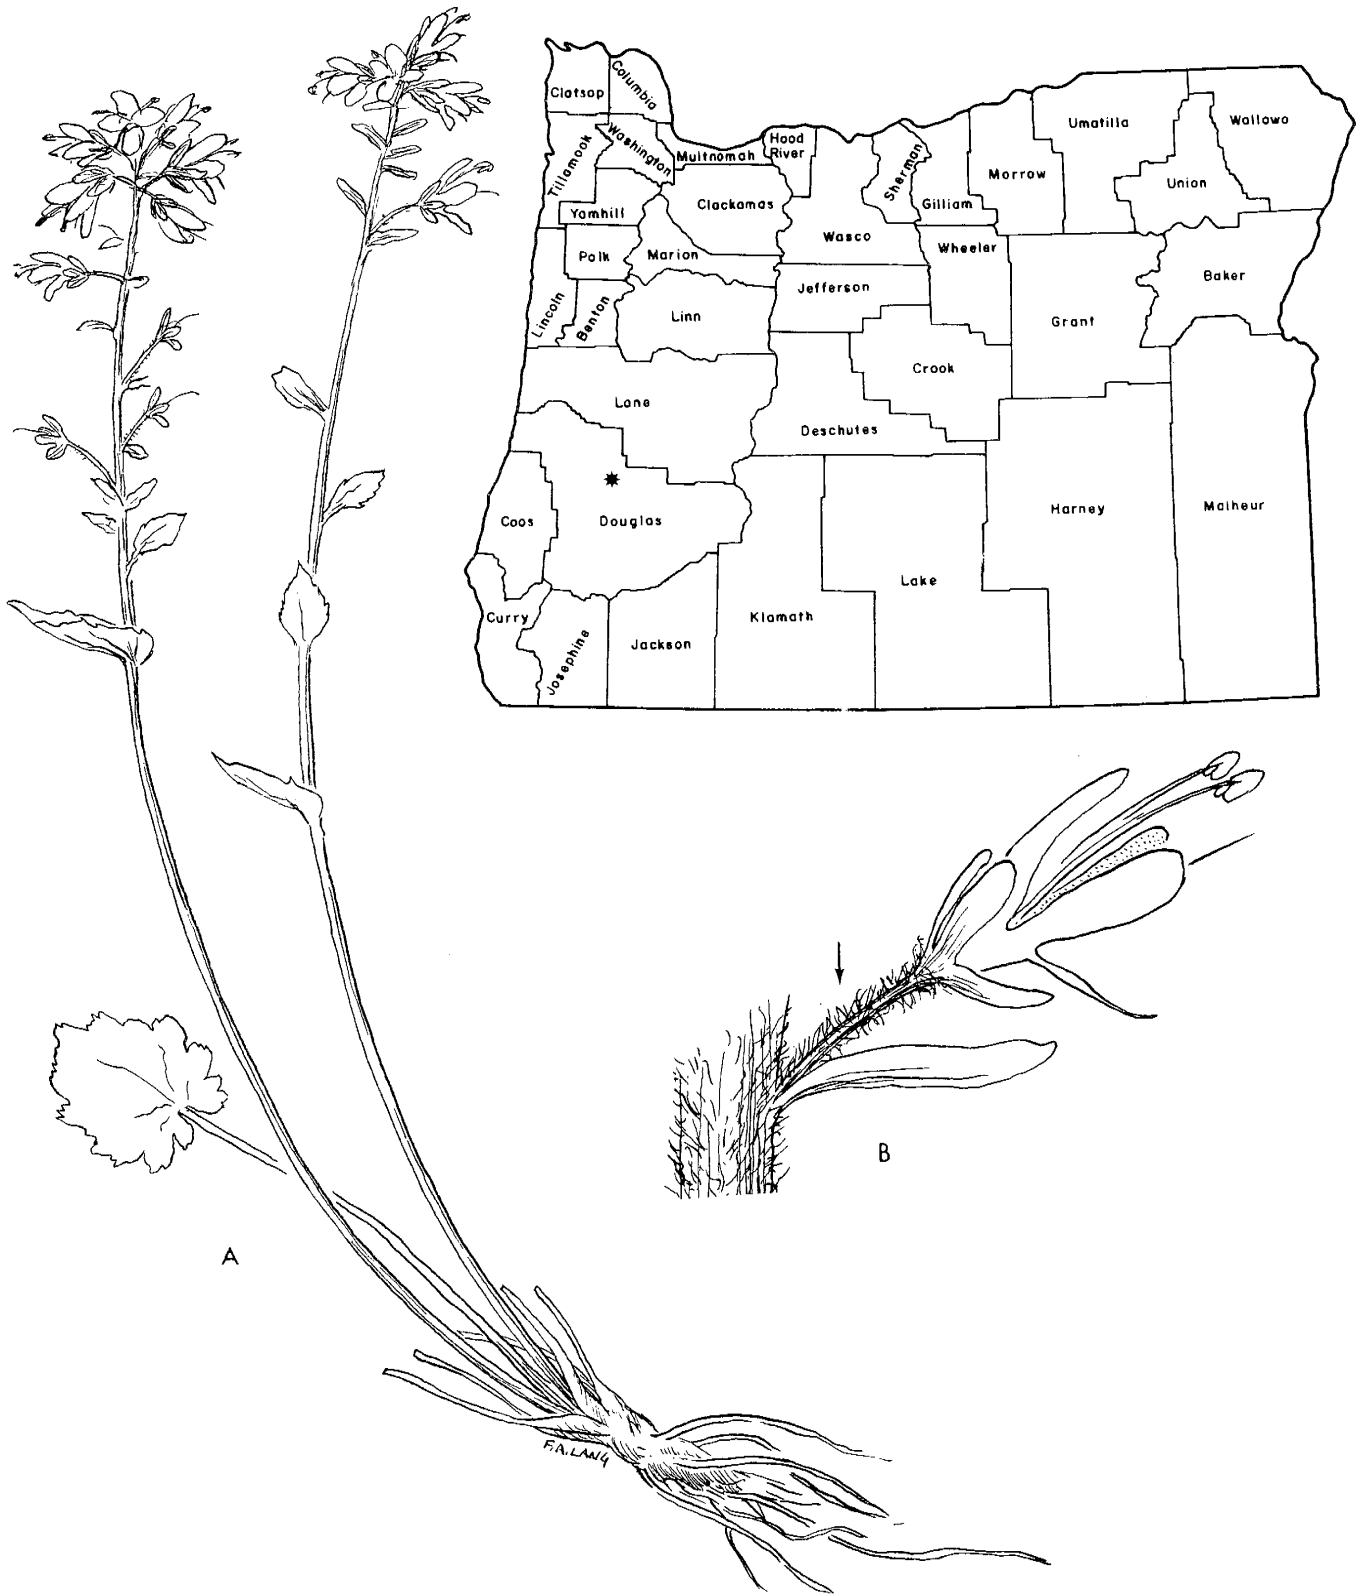 Clatsop
Columbia
Tillamook
Washington
Multnomah
Hood
River
Sherman
Umatilla
Wallowa
Union
Morrow
Gilliam
Yamhill
Clackamas
Wasco
Wheeler
Polk
Marion
Baker
Jefferson
Lincoln
Benton
Linn
Grant
Crook
Lane
Deschutes
Coos
Douglas
Harney
Malheur
Lake
Curry
Josephine
Jackson
Klamath
B
A
F.A.LANG